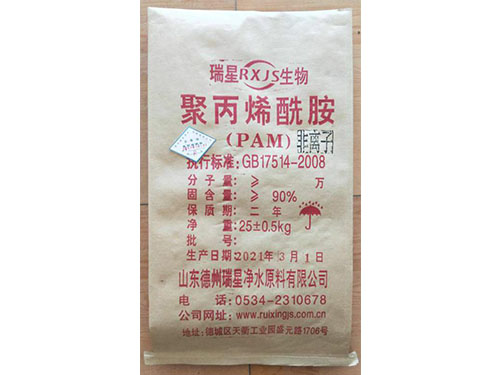 瑞星RXJS生物
聚丙烯酰胺
(PAM) 非离子
执行标准:GB17514-2008
分子量:≥ 万
固含量:≥ 90%
保质期:二年
净重:25±0.5kg
批号:
生产日期:2021年3月1日
山东德州瑞星净水原料有限公司
电话:0534-2310678
公司网址:www.ruixingjs.com.cn
地址:德城区天衢工业园盛元路1706号